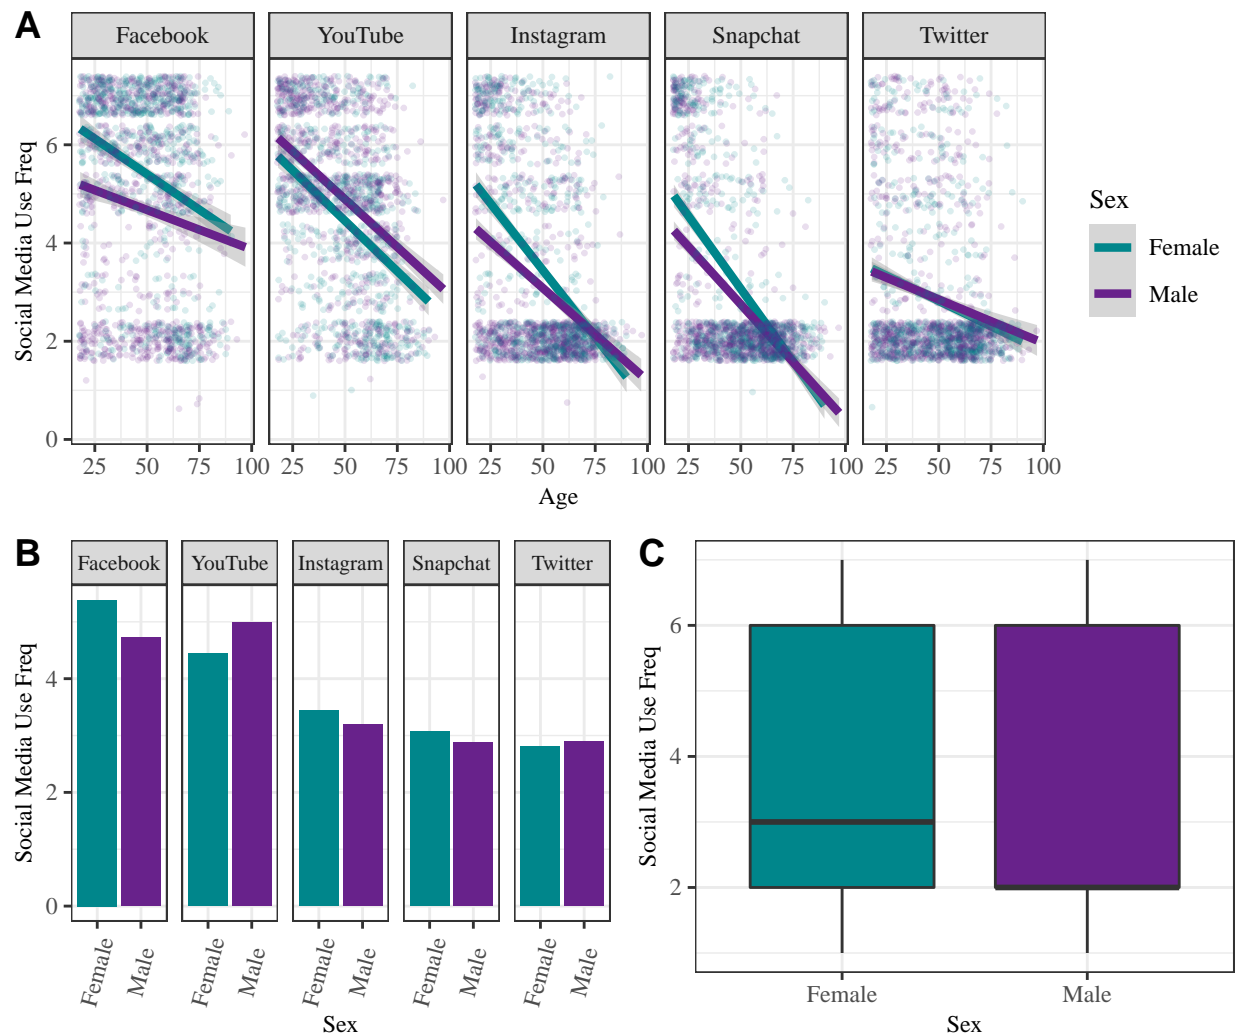 A
Facebook YouTube Instagram Snapchat Twitter
Social Media Use Freq
6
4
2
0
25 50 75 100 25 50 75 100 25 50 75 100 25 50 75 100 25 50 75 100
Age
Sex
Female
Male
B
Facebook YouTube Instagram Snapchat Twitter
Social Media Use Freq
4
2
0
Female Male Female Male Female Male Female Male Female Male
Sex
C
Social Media Use Freq
6
4
2
Female Male
Sex